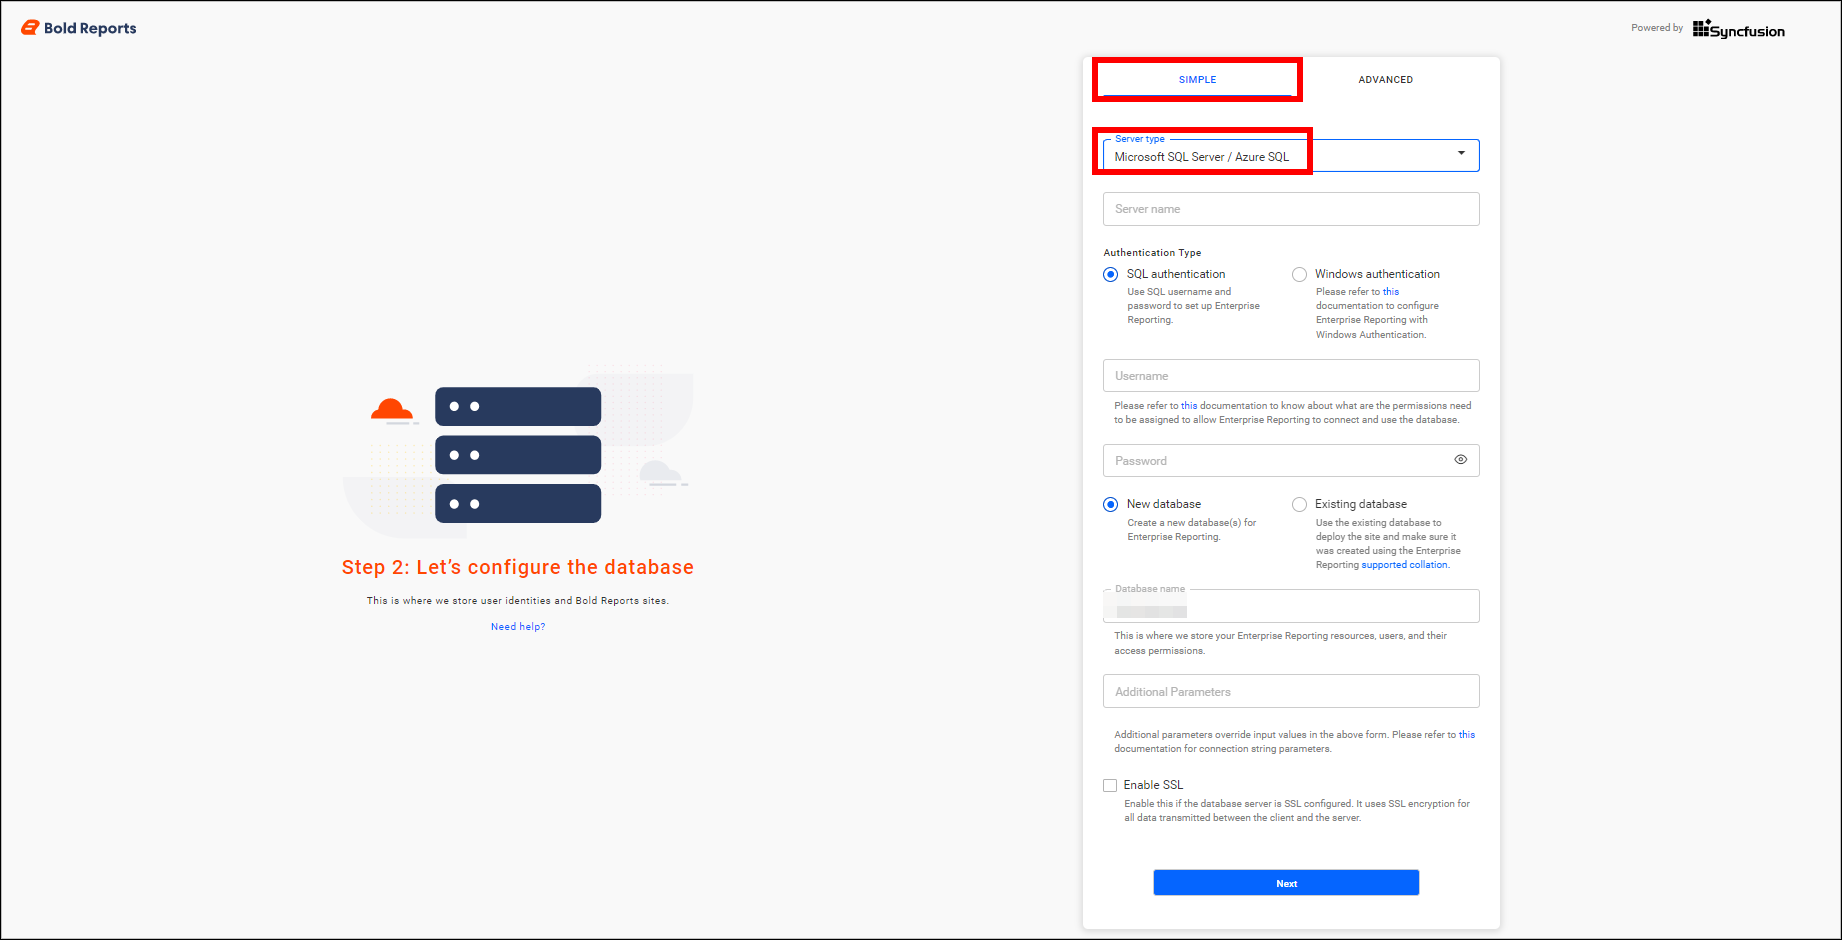 Bold Reports
Powered by Syncfusion
SIMPLE
ADVANCED
Server type
Microsoft SQL Server / Azure SQL
Server name
Authentication Type
SQL authentication
Use SQL username and
password to set up Enterprise
Reporting.
Windows authentication
Please refer to this
documentation to configure
Enterprise Reporting with
Windows Authentication.
Username
Please refer to this documentation to know about what are the permissions need
to be assigned to allow Enterprise Reporting to connect and use the database.
Password
New database
Create a new database(s) for
Enterprise Reporting.
Existing database
Use the existing database to
deploy the site and make sure it
was created using the Enterprise
Reporting supported collation.
Database name
This is where we store your Enterprise Reporting resources, users, and their
access permissions.
Additional Parameters
Additional parameters override input values in the above form. Please refer to this
documentation for connection string parameters.
Enable SSL
Enable this if the database server is SSL configured. It uses SSL encryption for
all data transmitted between the client and the server.
Next
Step 2: Let’s configure the database
This is where we store user identities and Bold Reports sites.
Need help?